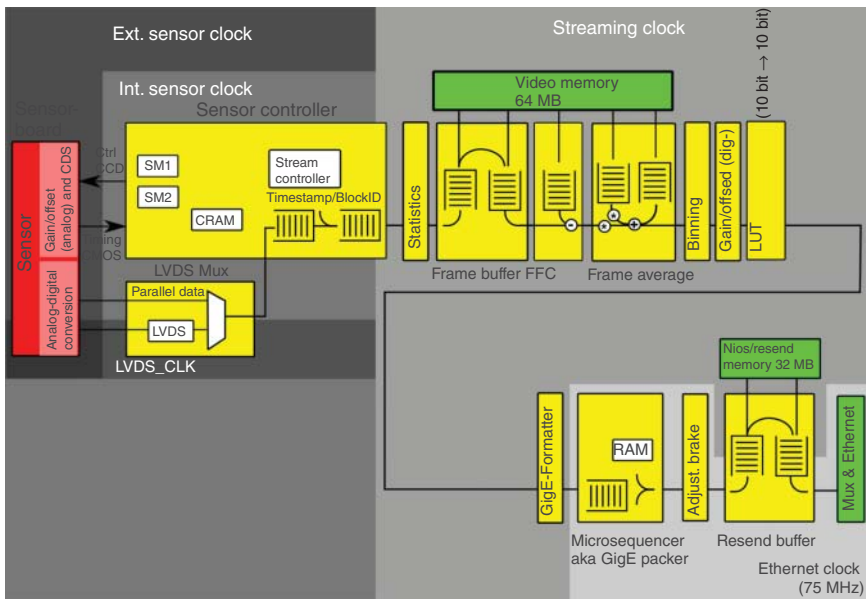 Ext. sensor clock
Streaming clock
(10 bit → 10 bit)
Int. sensor clock
Sensor-
board
Sensor controller
Video memory
64 MB
Ctrl
CCD
SM1
SM2
CRAM
Stream
controller
Timestamp/BlockID
Sensor
Gain/offset
(analog) and CDS
Timing
CMOS
Analog-digital
conversion
Statistics
Frame buffer
FFC
Frame average
Binning
Gain/offsed (dig-)
LUT
LVDS Mux
Parallel data
LVDS
LVDS_CLK
Nios/resend
memory 32 MB
GigE-Formatter
RAM
Adjust. brake
Mux & Ethernet
Microsequencer
aka GigE packer
Resend buffer
Ethernet clock
(75 MHz)